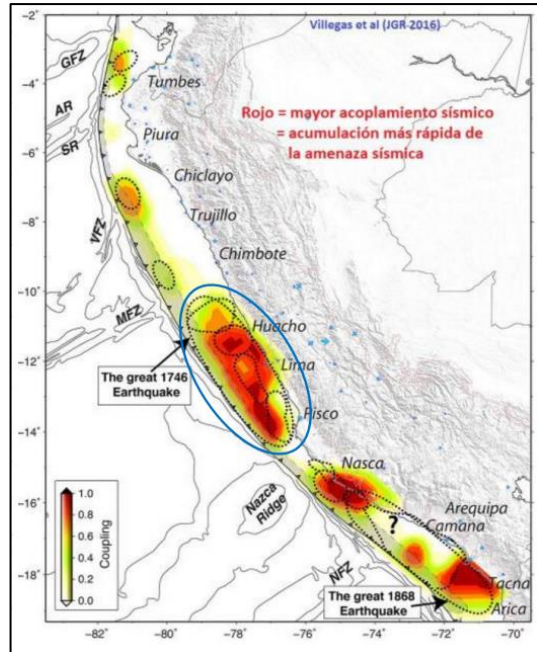 Villegas et al (JGR 2016)
−2°
GFZ
−4°
Tumbes
Rojo = mayor acoplamiento sísmico
= acumulación más rápida de
la amenaza sísmica
AR
Piura
−6°
SR
Chiclayo
−8°
Trujillo
VFZ
Chimbote
−10°
MFZ
Huacho
−12°
The great 1746
Earthquake
Lima
Pisco
−14°
Nasca
−16°
1.0
0.8
0.6
0.4
0.2
0.0
Coupling
Nazca
Ridge
?
Arequipa
Camana
−18°
NFZ
Tacna
The great 1868
Earthquake
Arica
−82°
−80°
−78°
−76°
−74°
−72°
−70°